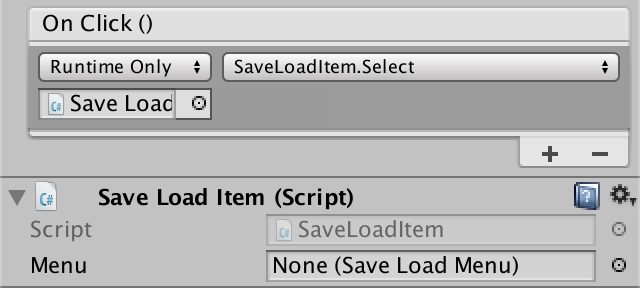 On Click ()
Runtime Only SaveLoadItem.Select
C# Save Load
+ −
C# Save Load Item (Script)
Script C# SaveLoadItem
Menu None (Save Load Menu)